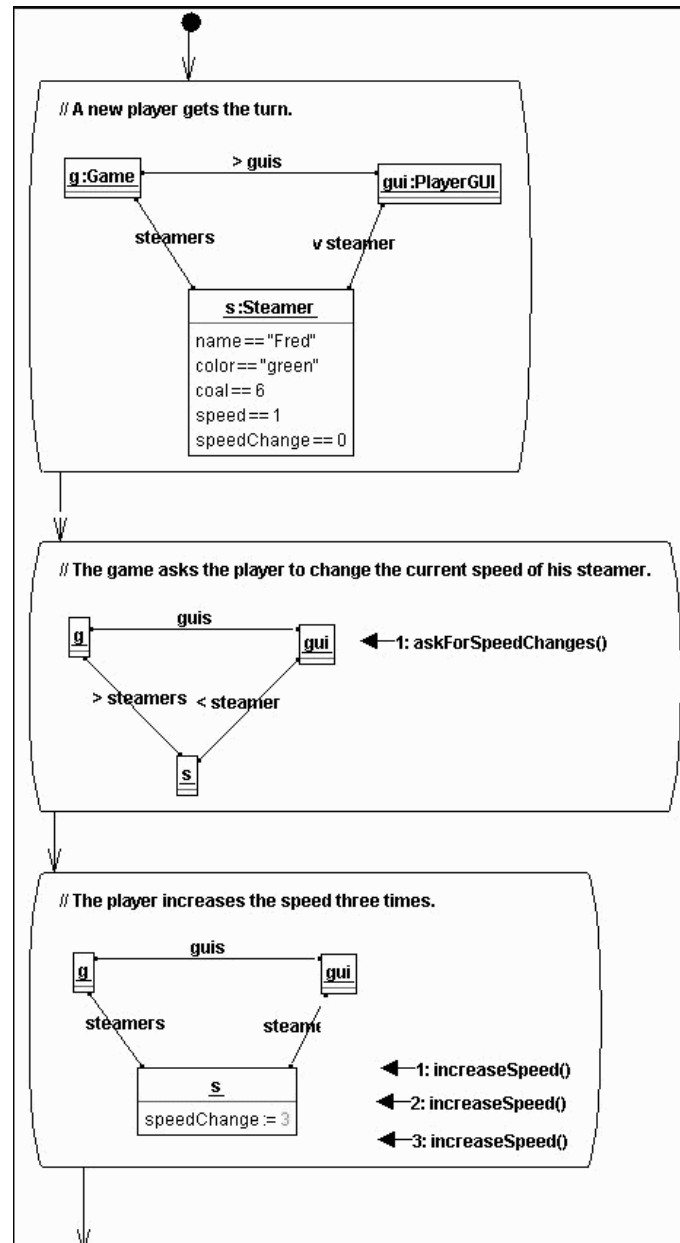 // A new player gets the turn.
g :Game
> guis
gui :PlayerGUI
steamers
v steamer
s :Steamer
name == "Fred"
color == "green"
coal == 6
speed == 1
speedChange == 0
// The game asks the player to change the current speed of his steamer.
g
guis
gui
1: askForSpeedChanges()
> steamers
< steamer
s
// The player increases the speed three times.
g
guis
gui
steamers
steame
s
speedChange := 3
1: increaseSpeed()
2: increaseSpeed()
3: increaseSpeed()